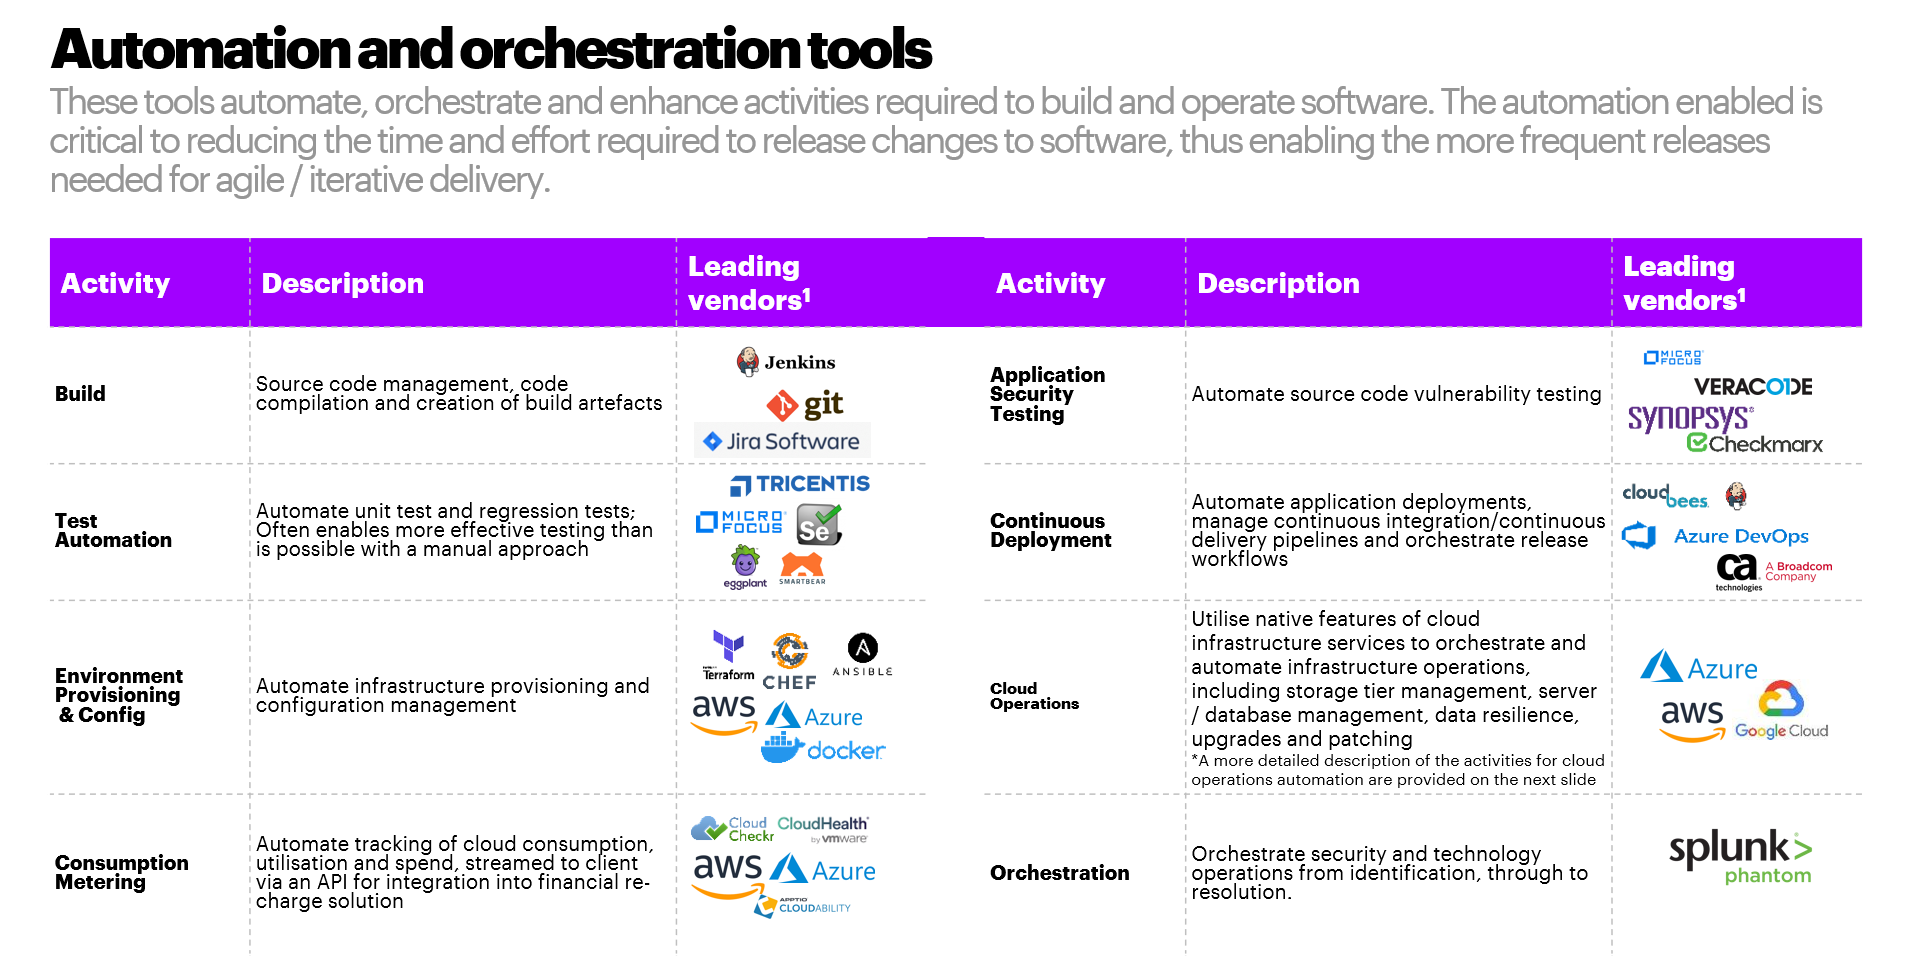 Automation and orchestration tools
These tools automate, orchestrate and enhance activities required to build and operate software. The automation enabled is
critical to reducing the time and effort required to release changes to software, thus enabling the more frequent releases
needed for agile / iterative delivery.
Activity
Description
Leading
vendors¹
Build
Source code management, code
compilation and creation of build artefacts
Jenkins
git
Jira Software
Test
Automation
Automate unit test and regression tests;
Often enables more effective testing than
is possible with a manual approach
TRICENTIS
MICRO
FOCUS
Se
eggplant
SMARTBEAR
Environment
Provisioning
& Config
Automate infrastructure provisioning and
configuration management
Terraform
CHEF
ANSIBLE
aws
Azure
docker
Consumption
Metering
Automate tracking of cloud consumption,
utilisation and spend, streamed to client
via an API for integration into financial re-
charge solution
Cloud
Checkr
CloudHealth
by vmware
aws
Azure
APPTIO
CLOUDABILITY
Activity
Description
Leading
vendors¹
Application
Security
Testing
Automate source code vulnerability testing
MICRO
FOCUS
VERACODE
SYNOPSYS
Checkmarx
Continuous
Deployment
Automate application deployments,
manage continuous integration/continuous
delivery pipelines and orchestrate release
workflows
cloudbees
Azure DevOps
ca
technologies
A Broadcom
Company
Cloud
Operations
Utilise native features of cloud
infrastructure services to orchestrate and
automate infrastructure operations,
including storage tier management, server
/ database management, data resilience,
upgrades and patching
*A more detailed description of the activities for cloud
operations automation are provided on the next slide
Azure
aws
Google Cloud
Orchestration
Orchestrate security and technology
operations from identification, through to
resolution.
splunk>
phantom